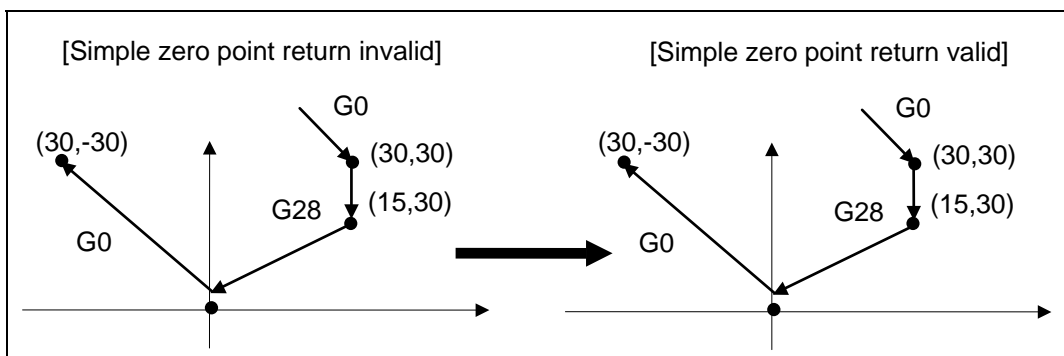 [Simple zero point return invalid]
G0
(30,-30)
(30,30)
(15,30)
G28
G0
[Simple zero point return valid]
G0
(30,-30)
(30,30)
(15,30)
G28
G0